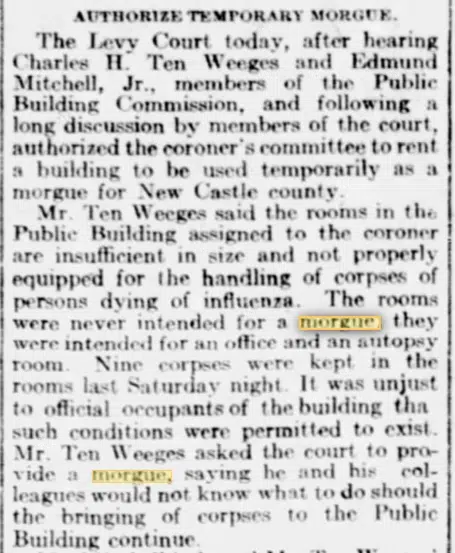 AUTHORIZE TEMPORARY MORGUE.
The Levy Court today, after hearing
Charles H. Ten Weeges and Edmund
Mitchell, Jr., members of the Public
Building Commission, and following a
long discussion by members of the court,
authorized the coroner's committee to rent
a building to be used temporarily as a
morgue for New Castle county.
Mr. Ten Weeges said the rooms in the
Public Building assigned to the coroner
are insufficient in size and not properly
equipped for the handling of corpses of
persons dying of influenza. The rooms
were never intended for a morgue, they
were intended for an office and an autopsy
room. Nine corpses were kept in the
rooms last Saturday night. It was unjust
to official occupants of the building tha
such conditions were permitted to exist.
Mr. Ten Weeges asked the court to pro-
vide a morgue, saying he and his col-
leagues would not know what to do should
the bringing of corpses to the Public
Building continue.